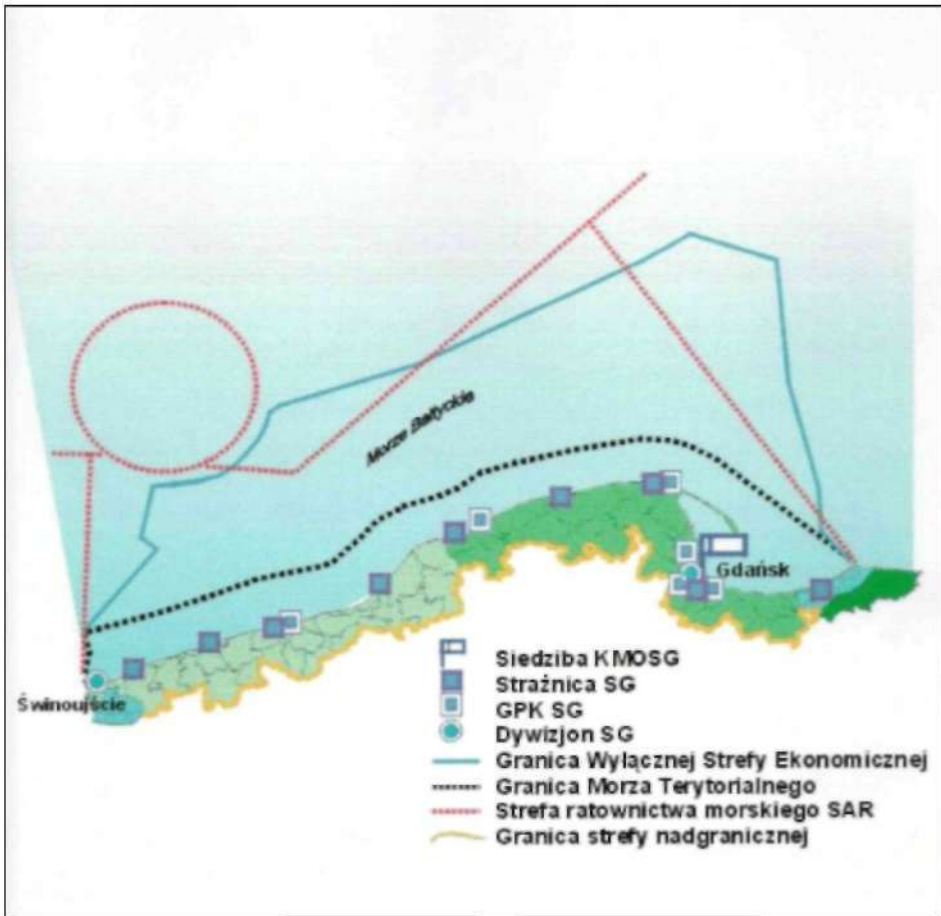 Morze Bałtyckie
Gdańsk
Świnoujście
Siedziba KMOSG
Strażnica SG
GPK SG
Dywizjon SG
Granica Wyłącznej Strefy Ekonomicznej
Granica Morza Terytorialnego
Strefa ratownictwa morskiego SAR
Granica strefy nadgranicznej